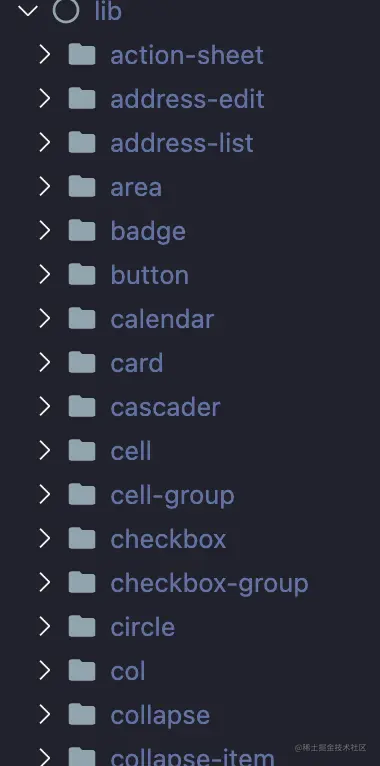 lib
action-sheet
address-edit
address-list
area
badge
button
calendar
card
cascader
cell
cell-group
checkbox
checkbox-group
circle
col
collapse
collapse-item
@稀土掘金技术社区